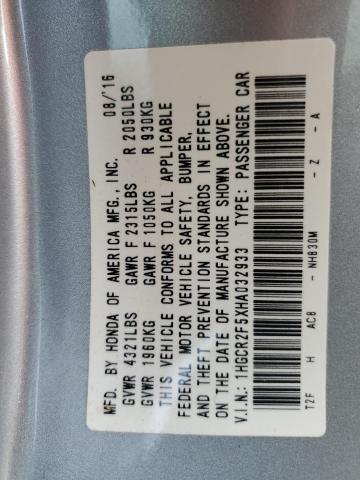 MFD. BY HONDA OF AMERICA MFG., INC. 08/'16
GVWR 4321LBS GAWR F 2315LBS R 2050LBS
GVWR 1960KG GAWR F 1050KG R 930KG
THIS VEHICLE CONFORMS TO ALL APPLICABLE
FEDERAL MOTOR VEHICLE SAFETY, BUMPER,
AND THEFT PREVENTION STANDARDS IN EFFECT
ON THE DATE OF MANUFACTURE SHOWN ABOVE.
V.I.N.: 1HGCR2F5XHA032933 TYPE: PASSENGER CAR
T2F H AC8 - NH830M - Z - A